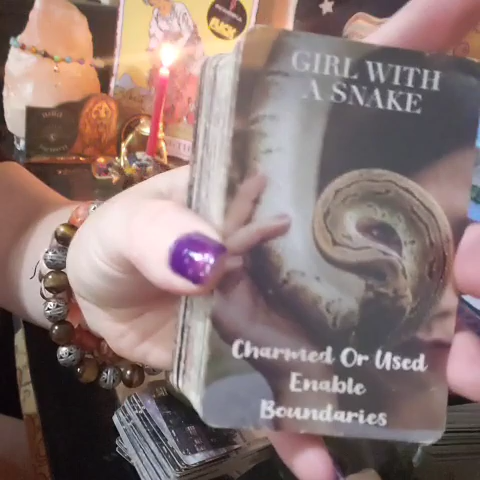 GIRL WITH
A SNAKE
Charmed Or Used
Enable
Boundaries